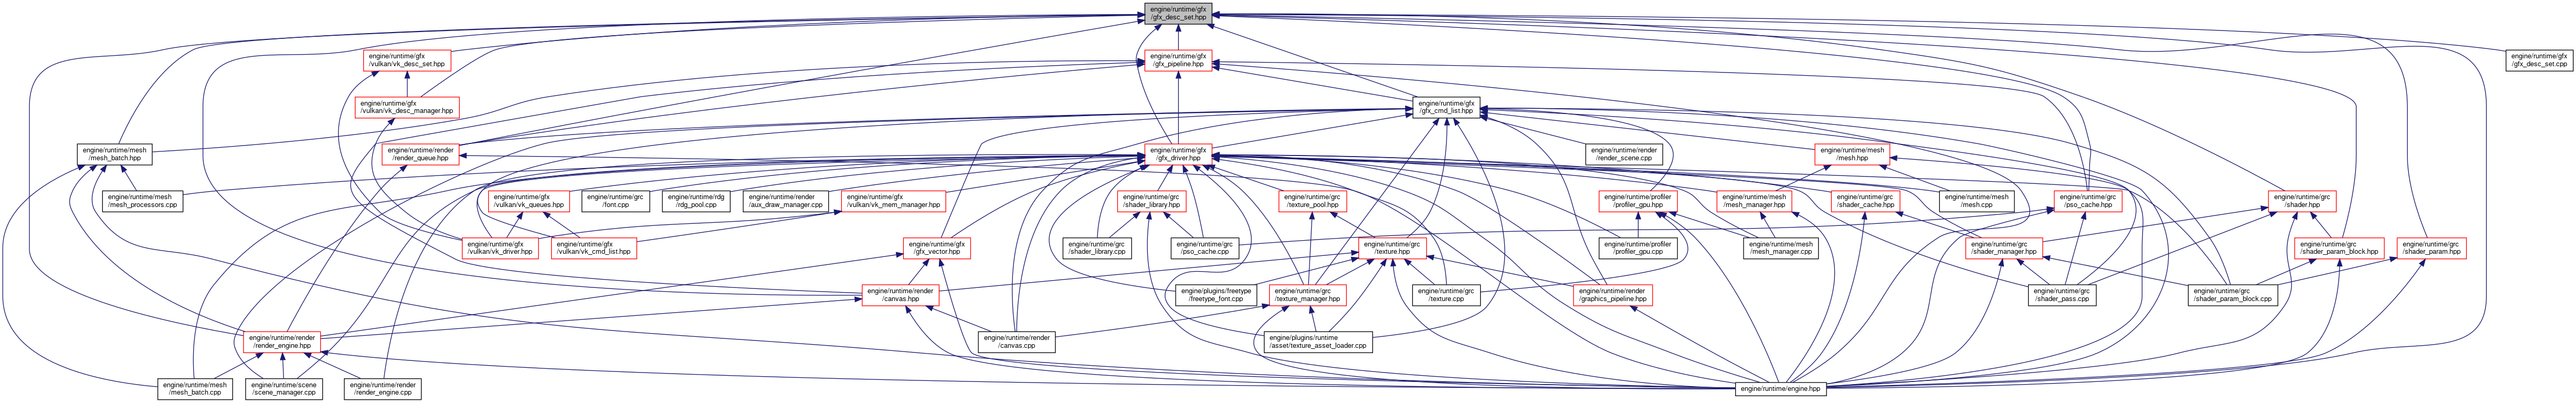 engine/runtime/gfx
/gfx_desc_set.hpp
engine/runtime/gfx
/vulkan/vk_desc_set.hpp
engine/runtime/gfx
/gfx_pipeline.hpp
engine/runtime/gfx
/gfx_desc_set.cpp
engine/runtime/gfx
/vulkan/vk_desc_manager.hpp
engine/runtime/gfx
/gfx_cmd_list.hpp
engine/runtime/mesh
/mesh_batch.hpp
engine/runtime/render
/render_queue.hpp
engine/runtime/gfx
/gfx_driver.hpp
engine/runtime/render
/render_scene.cpp
engine/runtime/mesh
/mesh.hpp
engine/runtime/mesh
/mesh_processors.cpp
engine/runtime/gfx
/vulkan/vk_queues.hpp
engine/runtime/grc
/font.cpp
engine/runtime/rdg
/rdg_pool.cpp
engine/runtime/render
/aux_draw_manager.cpp
engine/runtime/gfx
/vulkan/vk_mem_manager.hpp
engine/runtime/grc
/shader_library.hpp
engine/runtime/grc
/texture_pool.hpp
engine/runtime/profiler
/profiler_gpu.hpp
engine/runtime/mesh
/mesh_manager.hpp
engine/runtime/grc
/shader_cache.hpp
engine/runtime/mesh
/mesh.cpp
engine/runtime/grc
/pso_cache.hpp
engine/runtime/grc
/shader.hpp
engine/runtime/gfx
/vulkan/vk_driver.hpp
engine/runtime/gfx
/vulkan/vk_cmd_list.hpp
engine/runtime/gfx
/gfx_vector.hpp
engine/runtime/grc
/shader_library.cpp
engine/runtime/grc
/pso_cache.cpp
engine/runtime/grc
/texture.hpp
engine/runtime/profiler
/profiler_gpu.cpp
engine/runtime/mesh
/mesh_manager.cpp
engine/runtime/grc
/shader_manager.hpp
engine/runtime/grc
/shader_param_block.hpp
engine/runtime/grc
/shader_param.hpp
engine/runtime/render
/canvas.hpp
engine/plugins/freetype
/freetype_font.cpp
engine/runtime/grc
/texture_manager.hpp
engine/runtime/grc
/texture.cpp
engine/runtime/render
/graphics_pipeline.hpp
engine/runtime/grc
/shader_pass.cpp
engine/runtime/grc
/shader_param_block.cpp
engine/runtime/render
/render_engine.hpp
engine/runtime/render
/canvas.cpp
engine/plugins/runtime
/asset/texture_asset_loader.cpp
engine/runtime/mesh
/mesh_batch.cpp
engine/runtime/scene
/scene_manager.cpp
engine/runtime/render
/render_engine.cpp
engine/runtime/engine.hpp